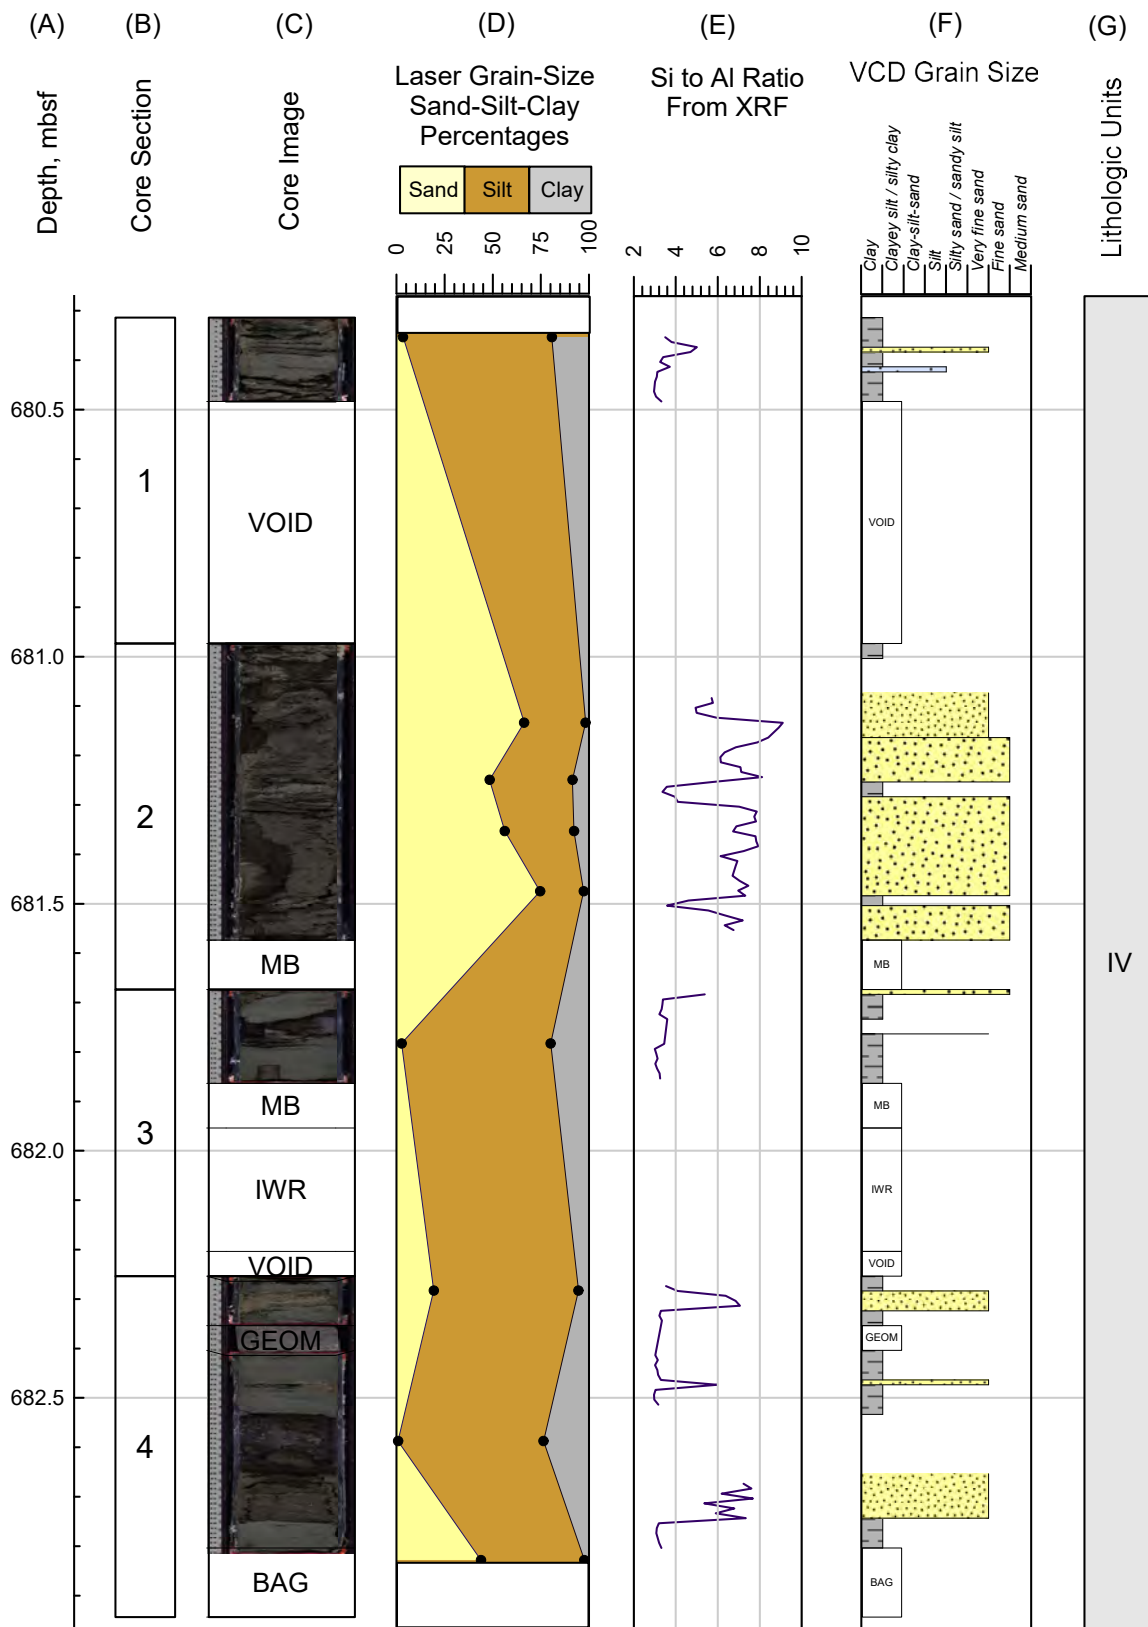 (A)
(B)
(C)
(D)
(E)
(F)
(G)
Depth, mbsf
Core Section
Core Image
Laser Grain-Size
Sand-Silt-Clay
Percentages
Si to Al Ratio
From XRF
VCD Grain Size
Lithologic Units
Sand
Silt
Clay
0
25
50
75
100
2
4
6
8
10
Clay
Clayey silt / silty clay
Clay-silt-sand
Silt
Silty sand / sandy silt
Very fine sand
Fine sand
Medium sand
680.5
681.0
681.5
682.0
682.5
1
2
3
4
VOID
MB
MB
IWR
VOID
GEOM
BAG
VOID
MB
MB
IWR
VOID
GEOM
BAG
IV